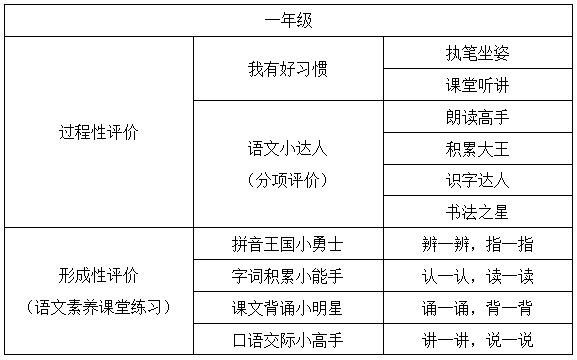 一年级
过程性评价
我有好习惯
执笔坐姿
课堂听讲
语文小达人
（分项评价）
朗读高手
积累大王
识字达人
书法之星
形成性评价
（语文素养课堂练习）
拼音王国小勇士
辨一辨，指一指
字词积累小能手
认一认，读一读
课文背诵小明星
诵一诵，背一背
口语交际小高手
讲一讲，说一说